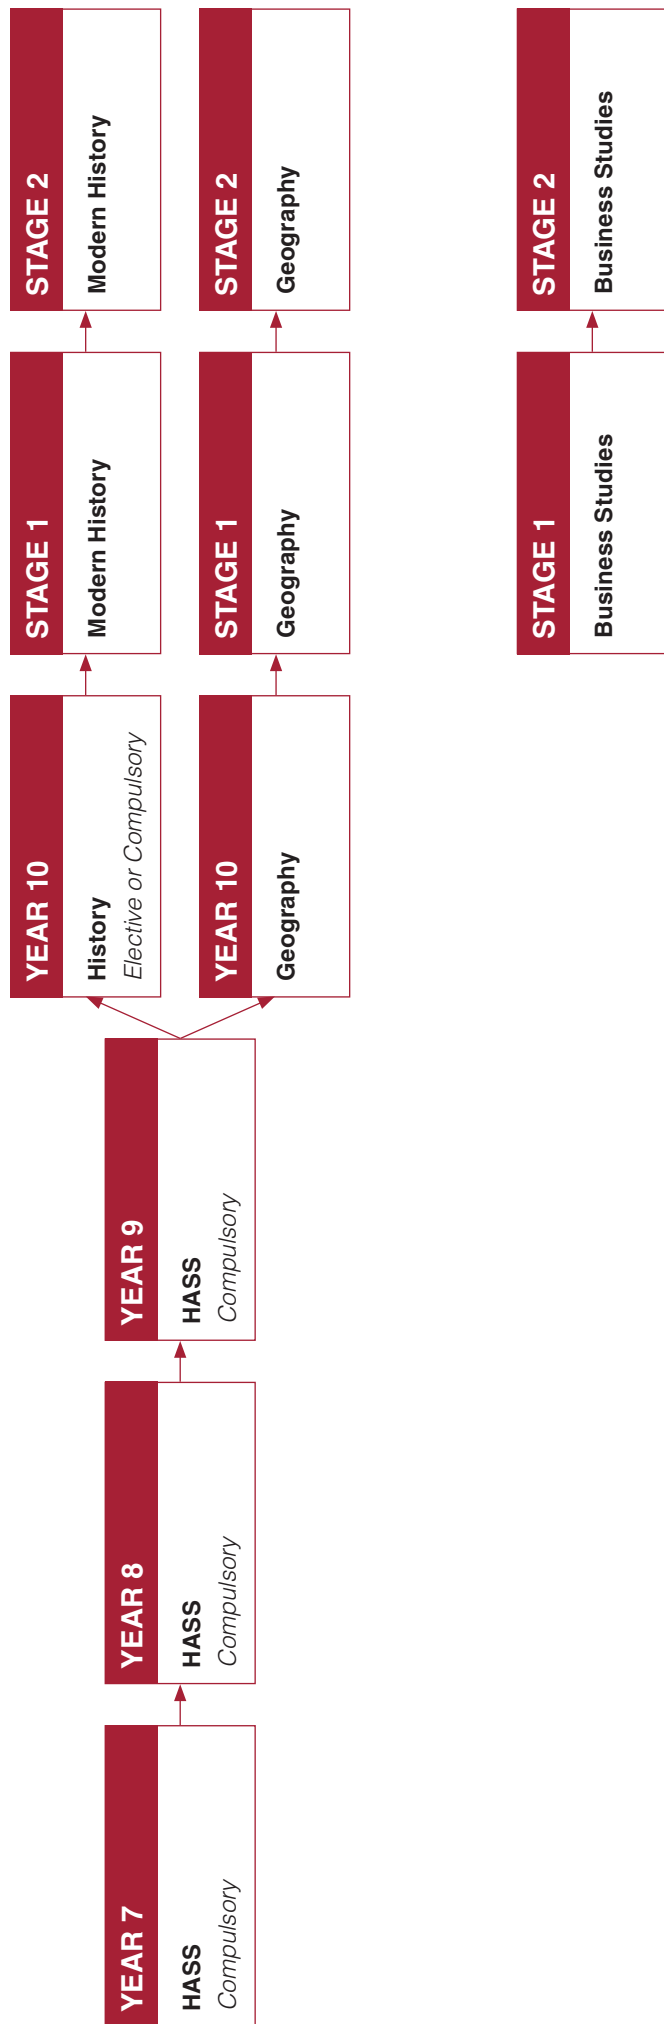 YEAR 7
HASS
Compulsory
YEAR 8
HASS
Compulsory
YEAR 9
HASS
Compulsory
YEAR 10
History
Elective or Compulsory
STAGE 1
Modern History
STAGE 2
Modern History
YEAR 10
Geography
STAGE 1
Geography
STAGE 2
Geography
STAGE 1
Business Studies
STAGE 2
Business Studies